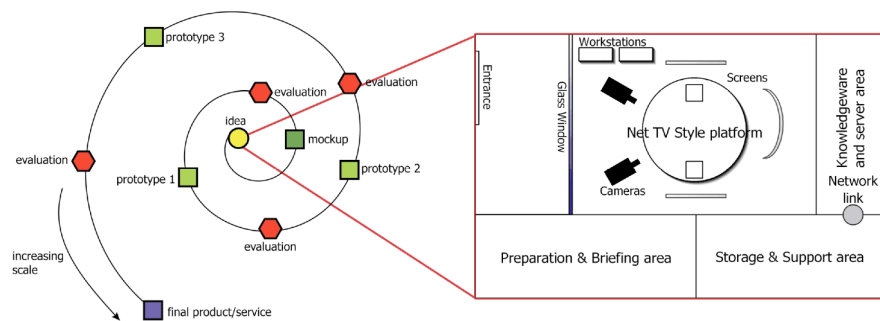 prototype 3
evaluation
evaluation
idea
mockup
evaluation
prototype 1
prototype 2
evaluation
increasing
scale
final product/service
Workstations
Entrance
Glass Window
Screens
Net TV Style platform
Cameras
Knowledgeware
and server area
Network
link
Preparation & Briefing area
Storage & Support area